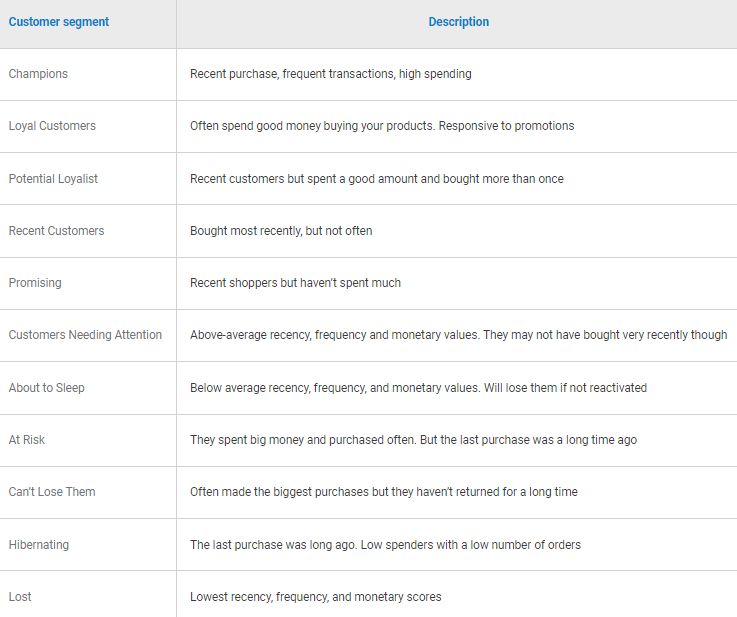 Customer segment Description
Champions Recent purchase, frequent transactions, high spending
Loyal Customers Often spend good money buying your products. Responsive to promotions
Potential Loyalist Recent customers but spent a good amount and bought more than once
Recent Customers Bought most recently, but not often
Promising Recent shoppers but haven't spent much
Customers Needing Attention Above-average recency, frequency and monetary values. They may not have bought very recently though
About to Sleep Below average recency, frequency, and monetary values. Will lose them if not reactivated
At Risk They spent big money and purchased often. But the last purchase was a long time ago
Can't Lose Them Often made the biggest purchases but they haven't returned for a long time
Hibernating The last purchase was long ago. Low spenders with a low number of orders
Lost Lowest recency, frequency, and monetary scores